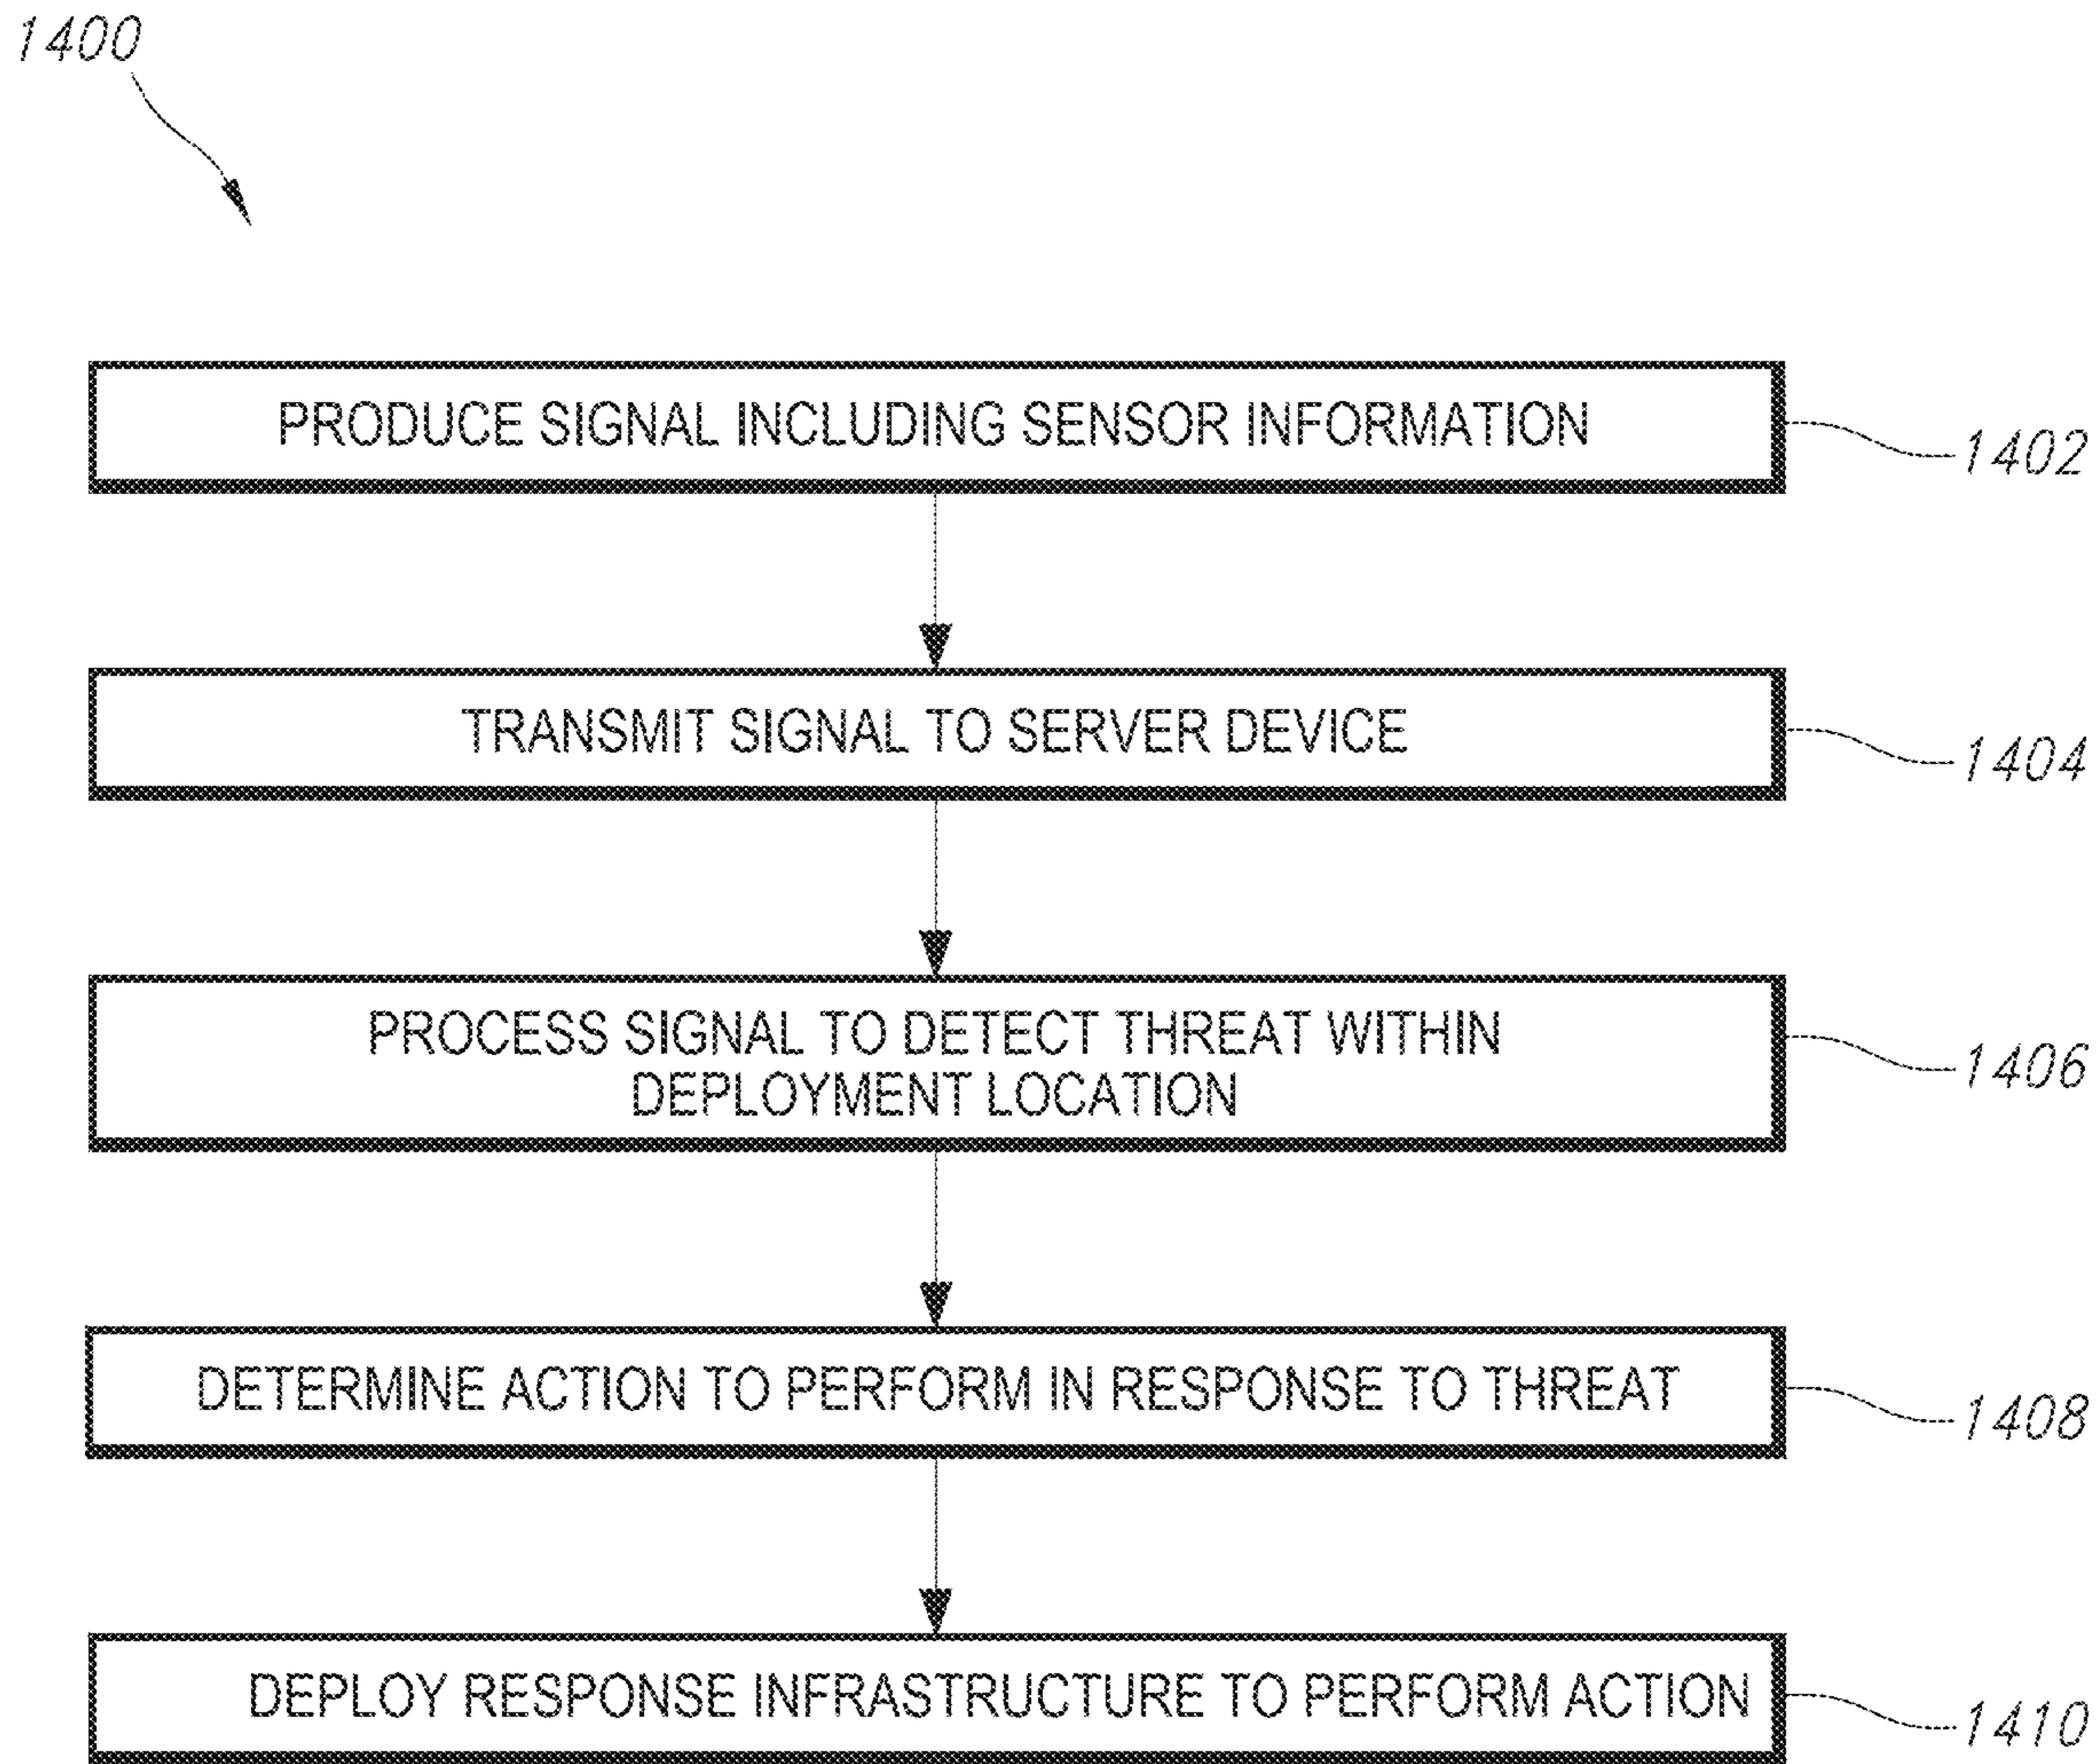 1400
PRODUCE SIGNAL INCLUDING SENSOR INFORMATION
1402
TRANSMIT SIGNAL TO SERVER DEVICE
1404
PROCESS SIGNAL TO DETECT THREAT WITHIN
DEPLOYMENT LOCATION
1406
DETERMINE ACTION TO PERFORM IN RESPONSE TO THREAT
1408
DEPLOY RESPONSE INFRASTRUCTURE TO PERFORM ACTION
1410